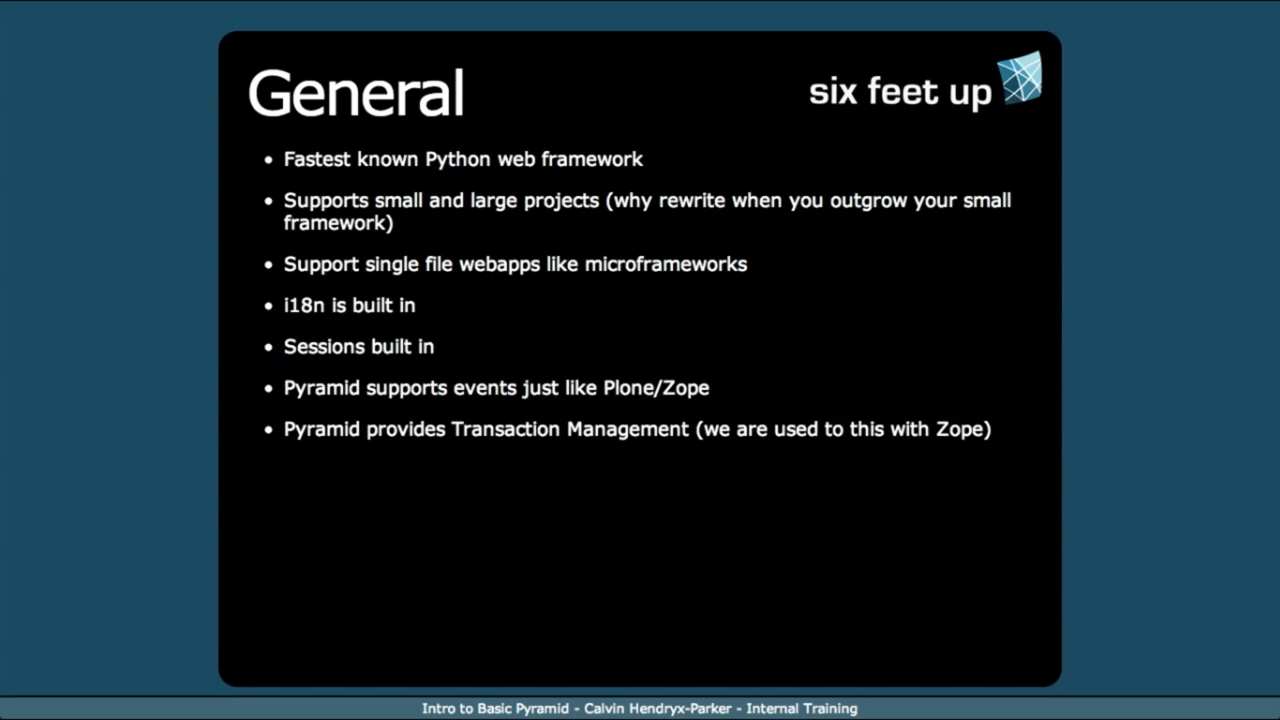 General
six feet up
• Fastest known Python web framework
• Supports small and large projects (why rewrite when you outgrow your small
framework)
• Support single file webapps like microframeworks
• i18n is built in
• Sessions built in
• Pyramid supports events just like Plone/Zope
• Pyramid provides Transaction Management (we are used to this with Zope)
Intro to Basic Pyramid - Calvin Hendryx-Parker - Internal Training